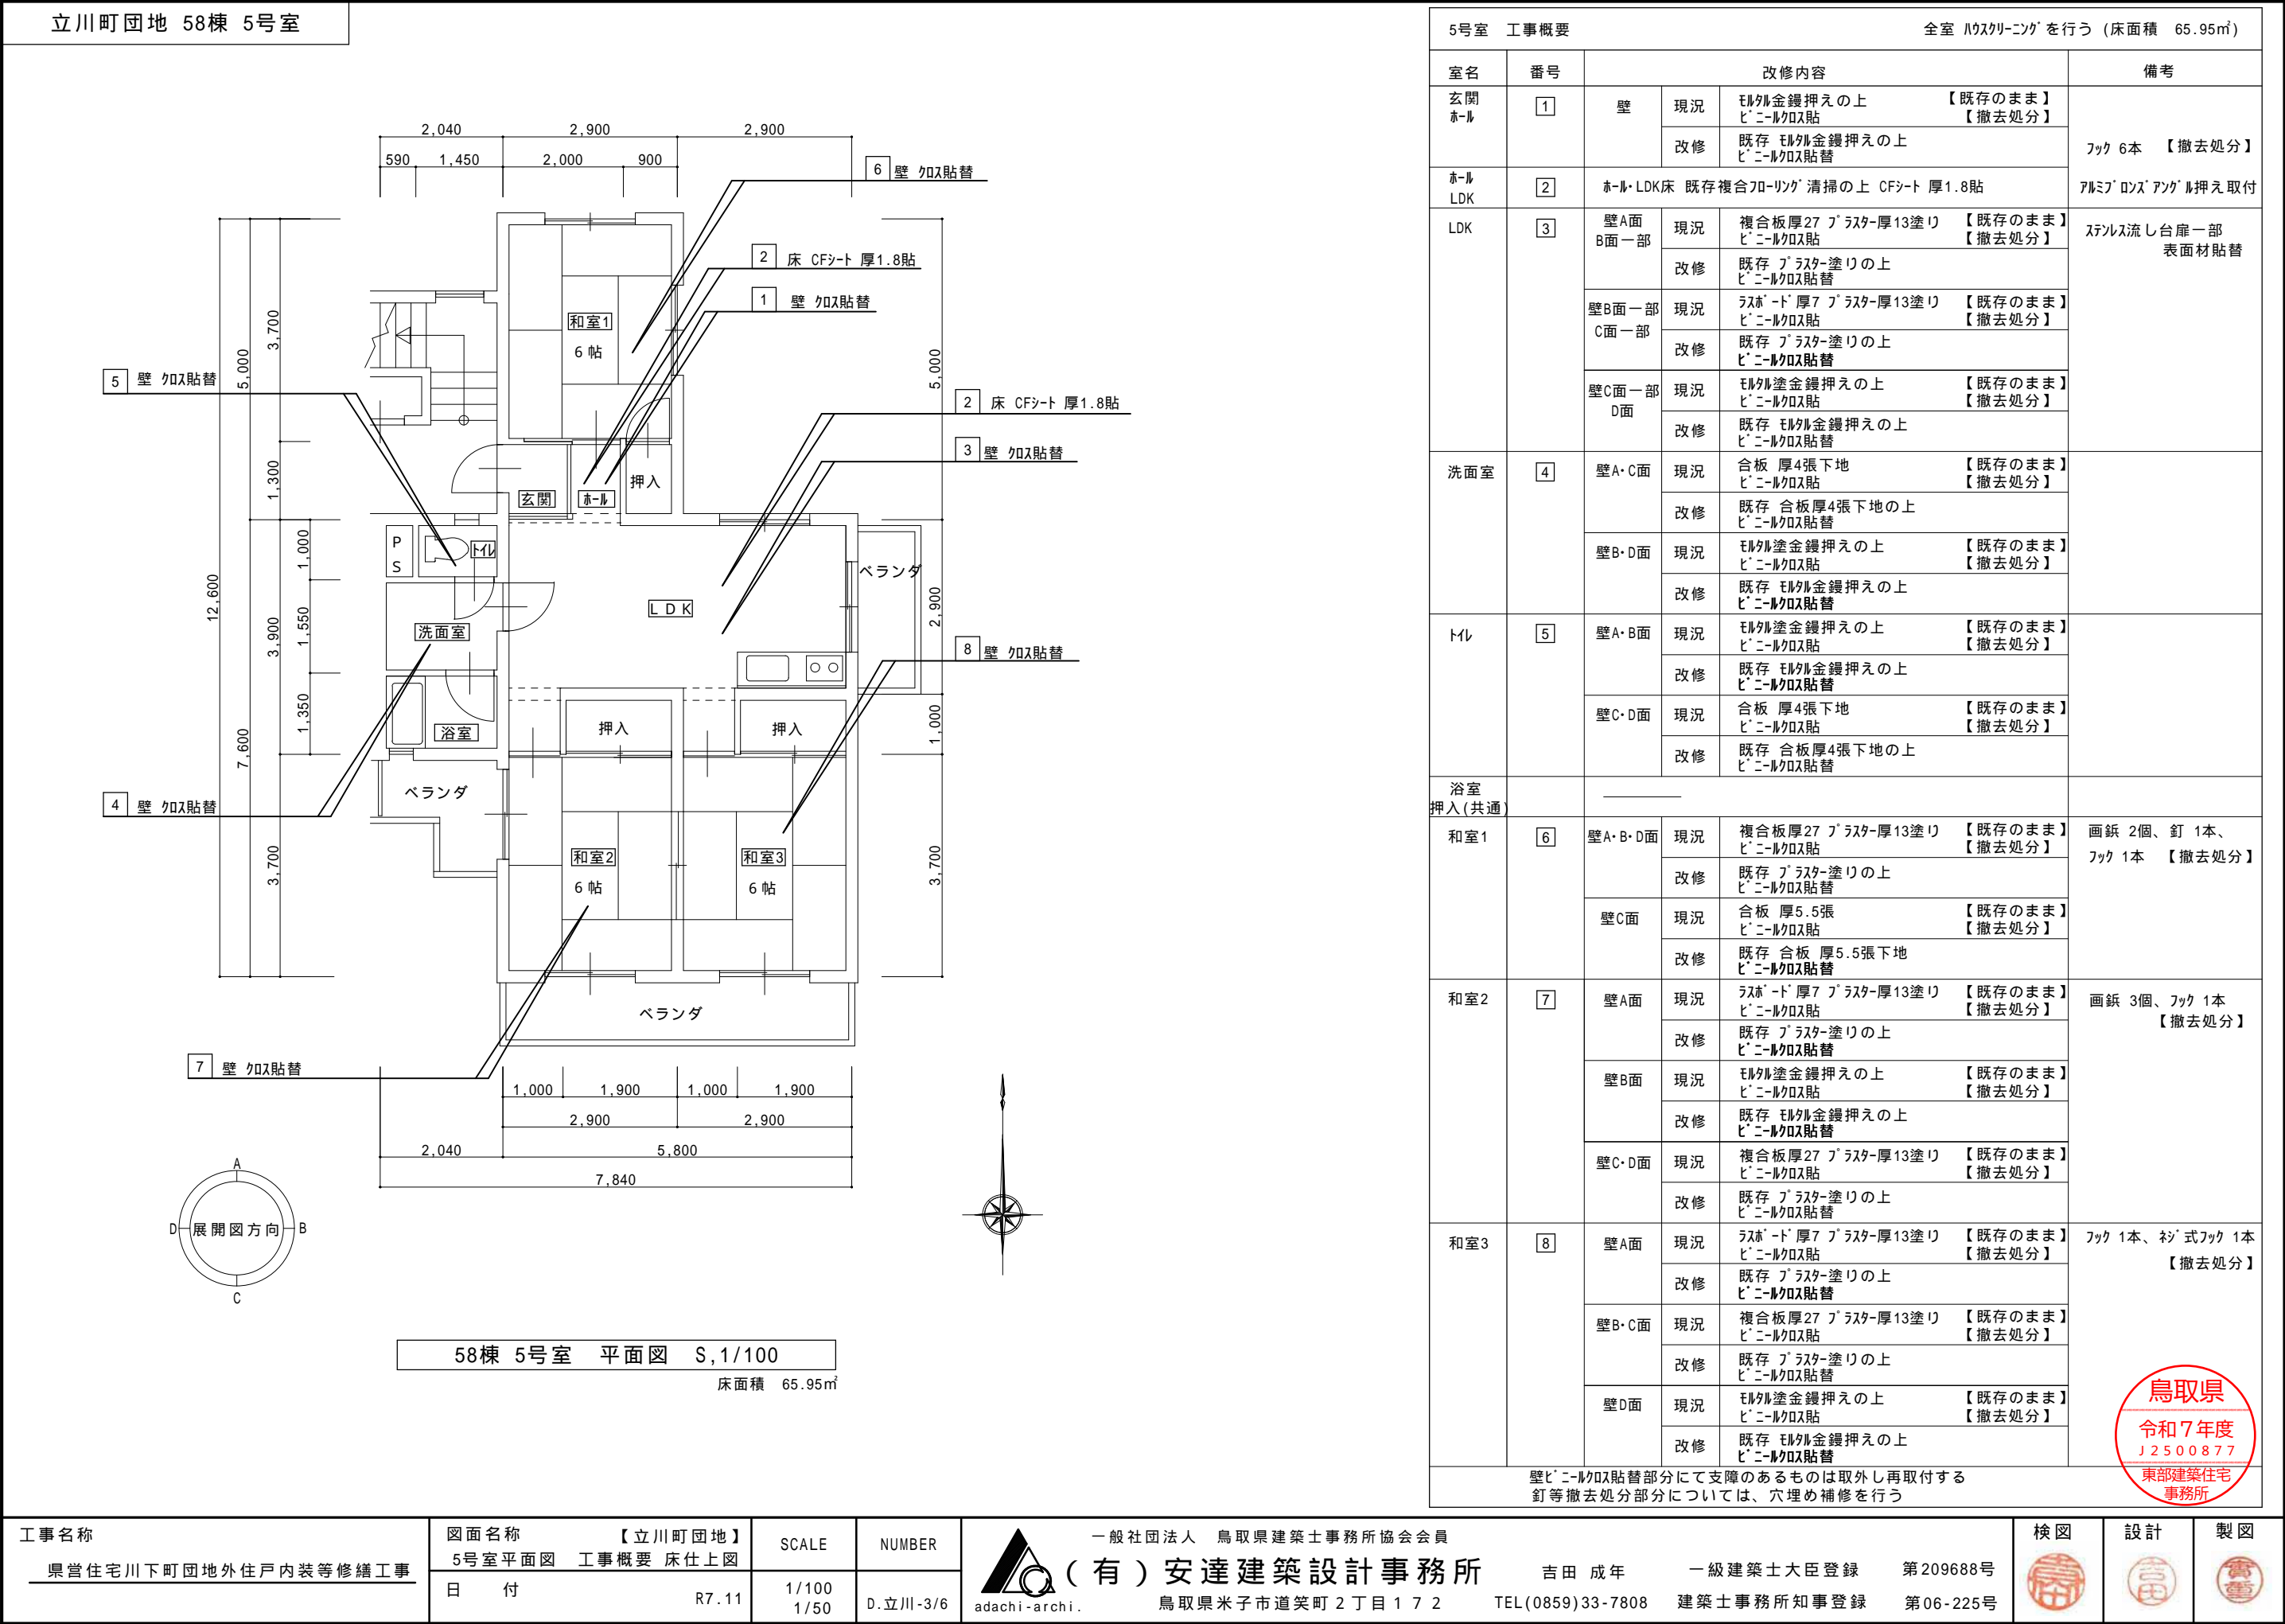 立川町団地 58棟 5号室
2,040 2,900 2,900
590 1,450 2,000 900
6 壁 ｸﾛｽ貼替
2 床 CFｼｰﾄ 厚1.8貼
1 壁 ｸﾛｽ貼替
和室1
6 帖
3,700
5,000
5,000
5 壁 ｸﾛｽ貼替
2 床 CFｼｰﾄ 厚1.8貼
3 壁 ｸﾛｽ貼替
1,300
押入
玄関 ﾎｰﾙ
P
S
ﾄｲﾚ
1,000
ベランダ
12,600
2,900
LDK
3,900
1,550
洗面室
8 壁 ｸﾛｽ貼替
1,350
1,000
浴室
押入 押入
7,600
ベランダ
4 壁 ｸﾛｽ貼替
和室2 和室3
6 帖 6 帖
3,700
3,700
ベランダ
7 壁 ｸﾛｽ貼替
1,000 1,900 1,000 1,900
2,900 2,900
2,040 5,800
7,840
A
D 展開図方向 B
C
58棟 5号室 平面図 S,1/100
床面積 65.95㎡
5号室 工事概要 全室 ﾊｳｽｸﾘｰﾆﾝｸﾞを行う (床面積 65.95㎡)
室名 番号 改修内容 備考
玄関
ﾎｰﾙ
1 壁 現況 ﾓﾙﾀﾙ金鏝押えの上 【既存のまま】
ﾋﾞﾆｰﾙｸﾛｽ貼 【撤去処分】
改修 既存 ﾓﾙﾀﾙ金鏝押えの上
ﾋﾞﾆｰﾙｸﾛｽ貼替
ﾌｯｸ 6本 【撤去処分】
ﾎｰﾙ
LDK
2 ﾎｰﾙ･LDK床 既存複合ﾌﾛｰﾘﾝｸﾞ清掃の上 CFｼｰﾄ 厚1.8貼 ｱﾙﾐﾌﾞﾛﾝｽﾞｱﾝｸﾞﾙ押え取付
LDK 3 壁A面
B面一部
現況 複合板厚27 ﾌﾟﾗｽﾀｰ厚13塗り 【既存のまま】
ﾋﾞﾆｰﾙｸﾛｽ貼 【撤去処分】
ｽﾃﾝﾚｽ流し台扉一部
表面材貼替
改修 既存 ﾌﾟﾗｽﾀｰ塗りの上
ﾋﾞﾆｰﾙｸﾛｽ貼替
壁B面一部
C面一部
現況 ﾗｽﾎﾞｰﾄﾞ厚7 ﾌﾟﾗｽﾀｰ厚13塗り 【既存のまま】
ﾋﾞﾆｰﾙｸﾛｽ貼 【撤去処分】
改修 既存 ﾌﾟﾗｽﾀｰ塗りの上
ﾋﾞﾆｰﾙｸﾛｽ貼替
壁C面一部
D面
現況 ﾓﾙﾀﾙ塗金鏝押えの上 【既存のまま】
ﾋﾞﾆｰﾙｸﾛｽ貼 【撤去処分】
改修 既存 ﾓﾙﾀﾙ金鏝押えの上
ﾋﾞﾆｰﾙｸﾛｽ貼替
洗面室 4 壁A･C面 現況 合板 厚4張下地 【既存のまま】
ﾋﾞﾆｰﾙｸﾛｽ貼 【撤去処分】
改修 既存 合板厚4張下地の上
ﾋﾞﾆｰﾙｸﾛｽ貼替
壁B･D面 現況 ﾓﾙﾀﾙ塗金鏝押えの上 【既存のまま】
ﾋﾞﾆｰﾙｸﾛｽ貼 【撤去処分】
改修 既存 ﾓﾙﾀﾙ金鏝押えの上
ﾋﾞﾆｰﾙｸﾛｽ貼替
ﾄｲﾚ 5 壁A･B面 現況 ﾓﾙﾀﾙ塗金鏝押えの上 【既存のまま】
ﾋﾞﾆｰﾙｸﾛｽ貼 【撤去処分】
改修 既存 ﾓﾙﾀﾙ金鏝押えの上
ﾋﾞﾆｰﾙｸﾛｽ貼替
壁C･D面 現況 合板 厚4張下地 【既存のまま】
ﾋﾞﾆｰﾙｸﾛｽ貼 【撤去処分】
改修 既存 合板厚4張下地の上
ﾋﾞﾆｰﾙｸﾛｽ貼替
浴室
押入(共通)
和室1 6 壁A･B･D面 現況 複合板厚27 ﾌﾟﾗｽﾀｰ厚13塗り 【既存のまま】
ﾋﾞﾆｰﾙｸﾛｽ貼 【撤去処分】
画鋲 2個、釘 1本、
ﾌｯｸ 1本 【撤去処分】
改修 既存 ﾌﾟﾗｽﾀｰ塗りの上
ﾋﾞﾆｰﾙｸﾛｽ貼替
壁C面 現況 合板 厚5.5張 【既存のまま】
ﾋﾞﾆｰﾙｸﾛｽ貼 【撤去処分】
改修 既存 合板 厚5.5張下地
ﾋﾞﾆｰﾙｸﾛｽ貼替
和室2 7 壁A面 現況 ﾗｽﾎﾞｰﾄﾞ厚7 ﾌﾟﾗｽﾀｰ厚13塗り 【既存のまま】
ﾋﾞﾆｰﾙｸﾛｽ貼 【撤去処分】
画鋲 3個、ﾌｯｸ 1本
【撤去処分】
改修 既存 ﾌﾟﾗｽﾀｰ塗りの上
ﾋﾞﾆｰﾙｸﾛｽ貼替
壁B面 現況 ﾓﾙﾀﾙ塗金鏝押えの上 【既存のまま】
ﾋﾞﾆｰﾙｸﾛｽ貼 【撤去処分】
改修 既存 ﾓﾙﾀﾙ金鏝押えの上
ﾋﾞﾆｰﾙｸﾛｽ貼替
壁C･D面 現況 複合板厚27 ﾌﾟﾗｽﾀｰ厚13塗り 【既存のまま】
ﾋﾞﾆｰﾙｸﾛｽ貼 【撤去処分】
改修 既存 ﾌﾟﾗｽﾀｰ塗りの上
ﾋﾞﾆｰﾙｸﾛｽ貼替
和室3 8 壁A面 現況 ﾗｽﾎﾞｰﾄﾞ厚7 ﾌﾟﾗｽﾀｰ厚13塗り 【既存のまま】
ﾋﾞﾆｰﾙｸﾛｽ貼 【撤去処分】
ﾌｯｸ 1本、ﾈｼﾞ式ﾌｯｸ 1本
【撤去処分】
改修 既存 ﾌﾟﾗｽﾀｰ塗りの上
ﾋﾞﾆｰﾙｸﾛｽ貼替
壁B･C面 現況 複合板厚27 ﾌﾟﾗｽﾀｰ厚13塗り 【既存のまま】
ﾋﾞﾆｰﾙｸﾛｽ貼 【撤去処分】
改修 既存 ﾌﾟﾗｽﾀｰ塗りの上
ﾋﾞﾆｰﾙｸﾛｽ貼替
壁D面 現況 ﾓﾙﾀﾙ塗金鏝押えの上 【既存のまま】
ﾋﾞﾆｰﾙｸﾛｽ貼 【撤去処分】
改修 既存 ﾓﾙﾀﾙ金鏝押えの上
ﾋﾞﾆｰﾙｸﾛｽ貼替
壁ﾋﾞﾆｰﾙｸﾛｽ貼替部分にて支障のあるものは取外し再取付する
釘等撤去処分部分については、穴埋め補修を行う
鳥取県
令和７年度
Ｊ２５００８７７
東部建築住宅
事務所
工事名称
県営住宅川下町団地外住戸内装等修繕工事
図面名称 【立川町団地】
5号室平面図 工事概要 床仕上図
日 付 R7.11
SCALE
1/100
1/50
NUMBER
D.立川-3/6
adachi-archi.
一般社団法人 鳥取県建築士事務所協会会員
(有)安達建築設計事務所
鳥取県米子市道笑町２丁目１７２ TEL(0859)33-7808
吉田 成年 一級建築士大臣登録 第209688号
建築士事務所知事登録 第06-225号
検図 設計 製図
吉田